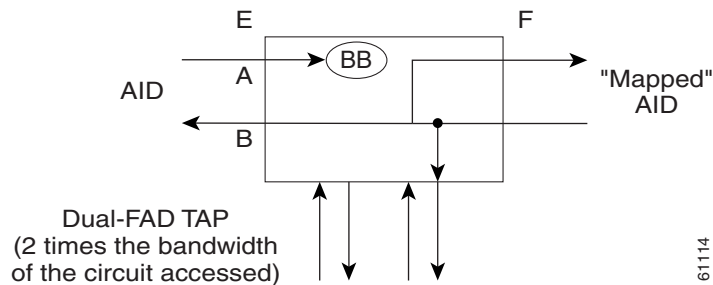 E
F
BB
A
AID
"Mapped"
AID
B
Dual-FAD TAP
(2 times the bandwidth
of the circuit accessed)
61114